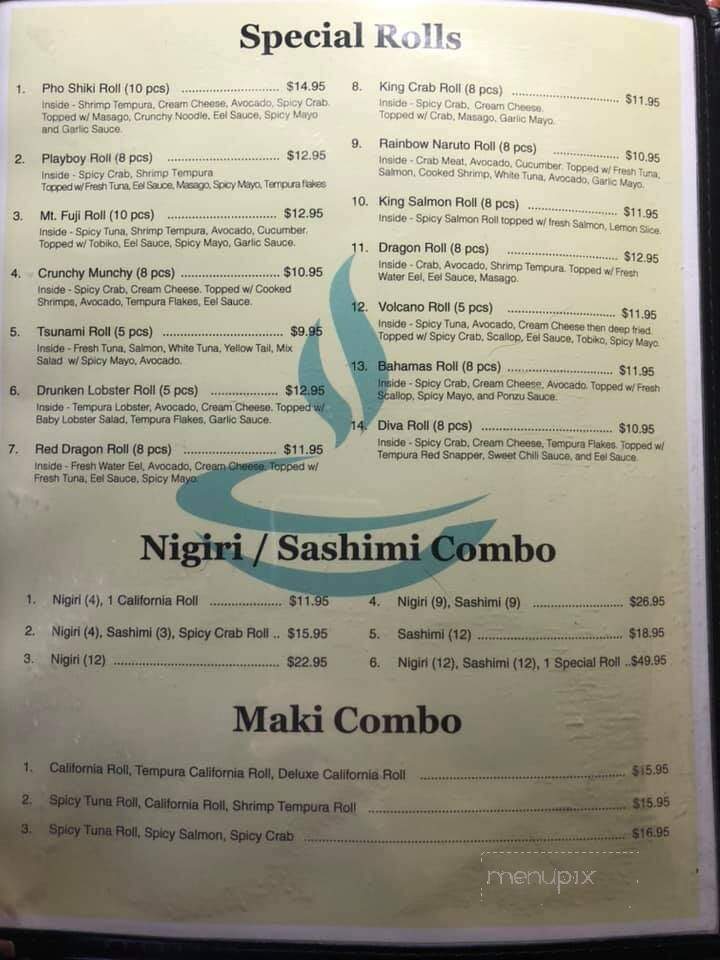 Special Rolls
1. Pho Shiki Roll (10 pcs) ........................... $14.95
Inside - Shrimp Tempura, Cream Cheese, Avocado, Spicy Crab.
Topped w/ Masago, Crunchy Noodle, Eel Sauce, Spicy Mayo
and Garlic Sauce.
2. Playboy Roll (8 pcs) ............................... $12.95
Inside - Spicy Crab, Shrimp Tempura
Topped w/ Fresh Tuna, Eel Sauce, Masago, Spicy Mayo, Tempura flakes
3. Mt. Fuji Roll (10 pcs) .............................. $12.95
Inside - Spicy Tuna, Shrimp Tempura, Avocado, Cucumber.
Topped w/ Tobiko, Eel Sauce, Spicy Mayo, Garlic Sauce.
4. Crunchy Munchy (8 pcs) ........................... $10.95
Inside - Spicy Crab, Cream Cheese. Topped w/ Cooked
Shrimps, Avocado, Tempura Flakes, Eel Sauce.
5. Tsunami Roll (5 pcs) ................................. $9.95
Inside - Fresh Tuna, Salmon, White Tuna, Yellow Tail, Mix
Salad w/ Spicy Mayo, Avocado.
6. Drunken Lobster Roll (5 pcs) .................. $12.95
Inside - Tempura Lobster, Avocado, Cream Cheese. Topped w/
Baby Lobster Salad, Tempura Flakes, Garlic Sauce.
7. Red Dragon Roll (8 pcs) ......................... $11.95
Inside - Fresh Water Eel, Avocado, Cream Cheese. Topped w/
Fresh Tuna, Eel Sauce, Spicy Mayo.
8. King Crab Roll (8 pcs) ............................. $11.95
Inside - Spicy Crab, Cream Cheese.
Topped w/ Crab, Masago, Garlic Mayo.
9. Rainbow Naruto Roll (8 pcs) .................. $10.95
Inside - Crab Meat, Avocado, Cucumber. Topped w/ Fresh Tuna,
Salmon, Cooked Shrimp, White Tuna, Avocado, Garlic Mayo.
10. King Salmon Roll (8 pcs) ......................... $11.95
Inside - Spicy Salmon Roll topped w/ fresh Salmon, Lemon Slice.
11. Dragon Roll (8 pcs) .............................. $12.95
Inside - Crab, Avocado, Shrimp Tempura. Topped w/ Fresh
Water Eel, Eel Sauce, Masago.
12. Volcano Roll (5 pcs) .............................. $11.95
Inside - Spicy Tuna, Avocado, Cream Cheese then deep fried.
Topped w/ Spicy Crab, Scallop, Eel Sauce, Tobiko, Spicy Mayo.
13. Bahamas Roll (8 pcs) ............................ $11.95
Inside - Spicy Crab, Cream Cheese, Avocado. Topped w/ Fresh
Scallop, Spicy Mayo, and Ponzu Sauce.
14. Diva Roll (8 pcs) .................................. $10.95
Inside - Spicy Crab, Cream Cheese, Tempura Flakes. Topped w/
Tempura Red Snapper, Sweet Chili Sauce, and Eel Sauce.
Nigiri / Sashimi Combo
1. Nigiri (4), 1 California Roll .................... $11.95
2. Nigiri (4), Sashimi (3), Spicy Crab Roll .. $15.95
3. Nigiri (12) ............................................ $22.95
4. Nigiri (9), Sashimi (9) ......................... $26.95
5. Sashimi (12) ........................................ $18.95
6. Nigiri (12), Sashimi (12), 1 Special Roll ..$49.95
Maki Combo
1. California Roll, Tempura California Roll, Deluxe California Roll ...................................................... $15.95
2. Spicy Tuna Roll, California Roll, Shrimp Tempura Roll .................................................................... $15.95
3. Spicy Tuna Roll, Spicy Salmon, Spicy Crab ................................................................................... $16.95
menupix